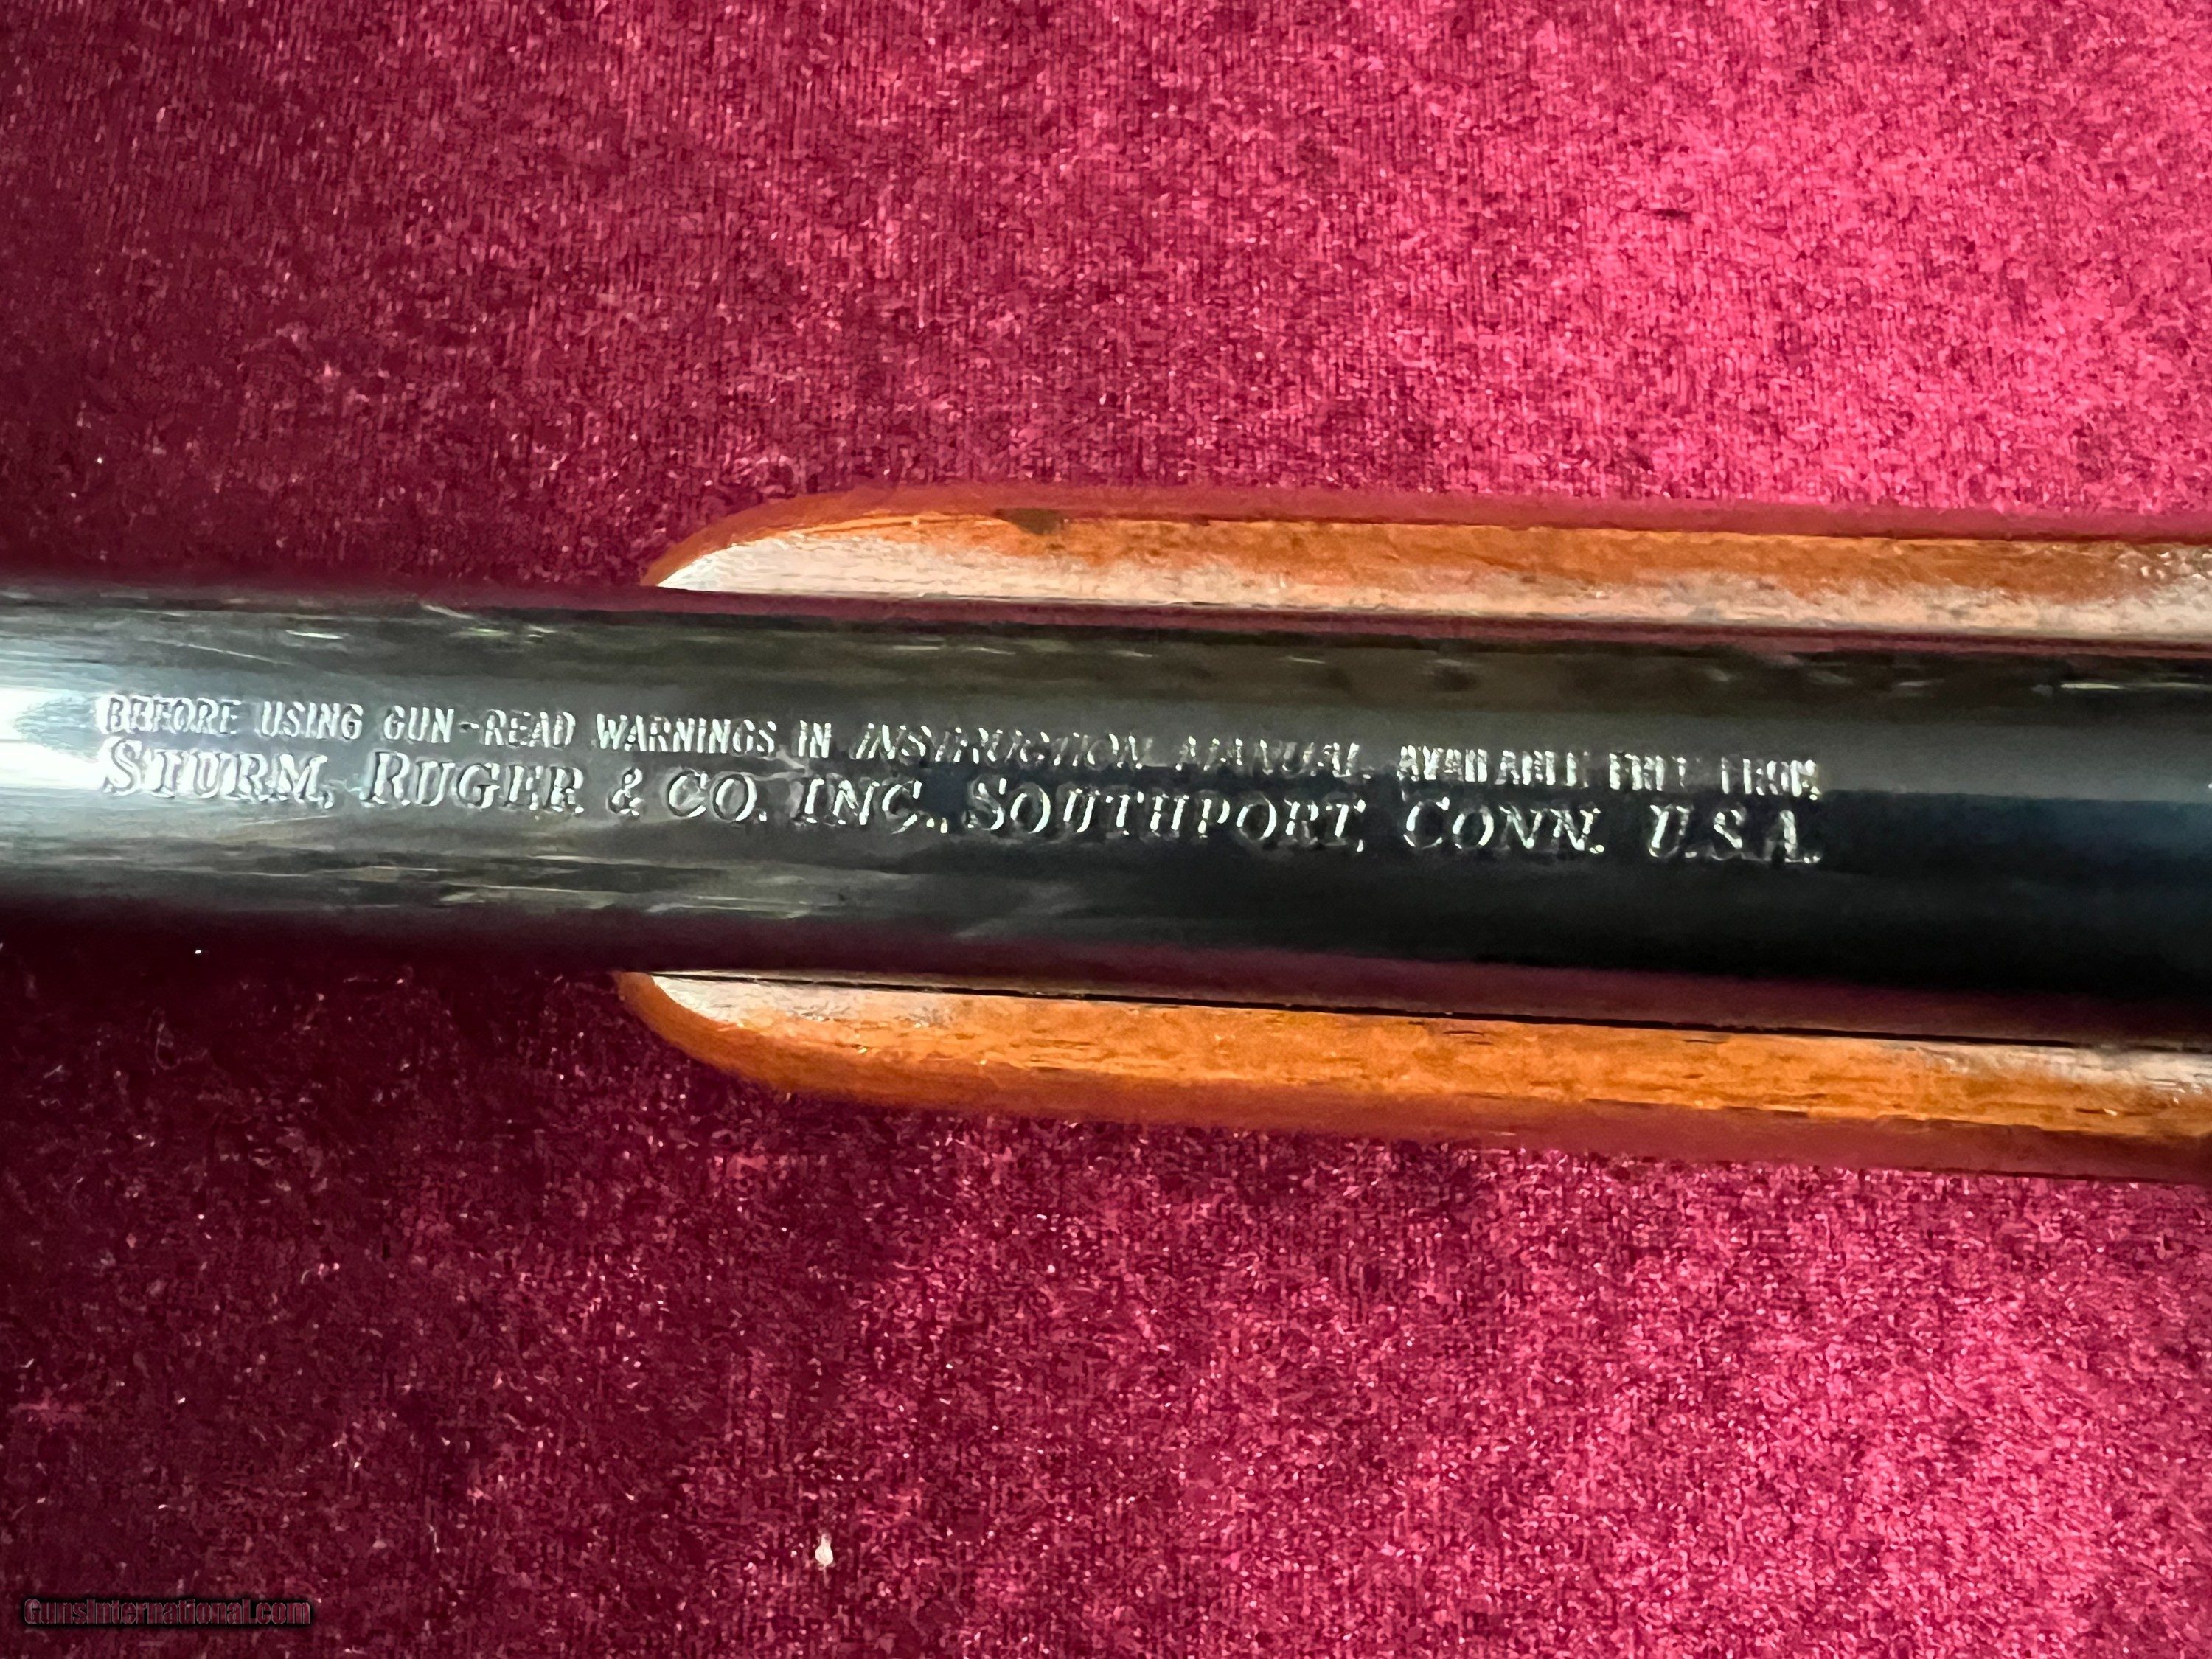 BEFORE USING GUN-READ WARNINGS IN INSTRUCTION MANUAL AVAILABLE FREE FROM
STURM, RUGER & CO. INC., SOUTHPORT, CONN. U.S.A.
GunsInternational.com